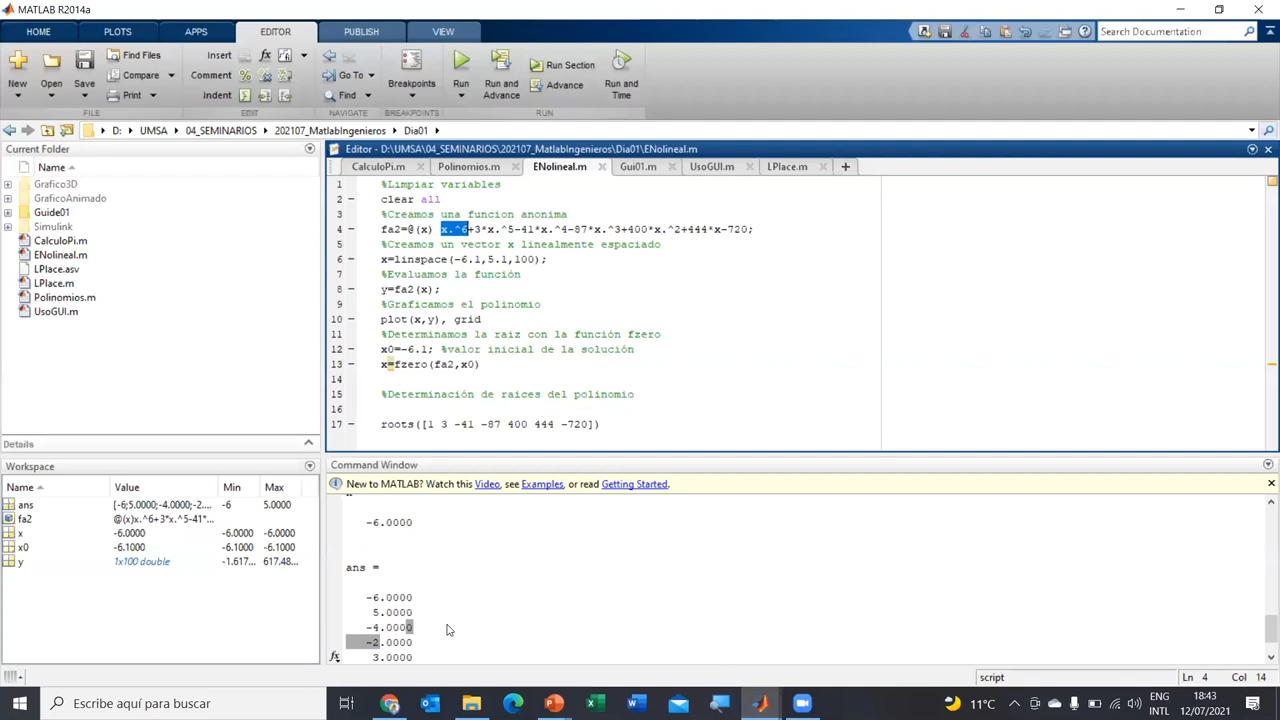 MATLAB R2014a
HOME PLOTS APPS EDITOR PUBLISH VIEW
Search Documentation
New Open Save Find Files Compare Print
Insert Comment Indent
fx
Go To Find
Breakpoints
Run Run and Advance Run Section Advance Run and Time
FILE EDIT NAVIGATE BREAKPOINTS RUN
D: UMSA 04_SEMINARIOS 202107_MatlabIngenieros Dia01
Current Folder
Name
Grafico3D
GraficoAnimado
Guide01
Simulink
CalculoPi.m
ENolineal.m
LPlace.asv
LPlace.m
Polinomios.m
UsoGUI.m
Details
Workspace
Name Value Min Max
ans [-6;5.0000;-4.0000;-2.... -6 5.0000
fa2 @(x)x.^6+3*x.^5-41*...
x -6.0000 -6.0000 -6.0000
x0 -6.1000 -6.1000 -6.1000
y 1x100 double -1.617... 617.48...
Editor - D:\UMSA\04_SEMINARIOS\202107_MatlabIngenieros\Dia01\ENolineal.m
CalculoPi.m Polinomios.m ENolineal.m Gui01.m UsoGUI.m LPlace.m
1 %Limpiar variables
2 clear all
3 %Creamos una funcion anonima
4 fa2=@(x) x.^6+3*x.^5-41*x.^4-87*x.^3+400*x.^2+444*x-720;
5 %Creamos un vector x linealmente espaciado
6 x=linspace(-6.1,5.1,100);
7 %Evaluamos la función
8 y=fa2(x);
9 %Graficamos el polinomio
10 plot(x,y), grid
11 %Determinamos la raiz con la función fzero
12 x0=-6.1; %valor inicial de la solución
13 x=fzero(fa2,x0)
14
15 %Determinación de raices del polinomio
16
17 roots([1 3 -41 -87 400 444 -720])
Command Window
New to MATLAB? Watch this Video, see Examples, or read Getting Started.
-6.0000
ans =
-6.0000
5.0000
-4.0000
-2.0000
3.0000
fx
script Ln 4 Col 14
Escribe aquí para buscar
11°C
ENG
INTL
18:43
12/07/2021